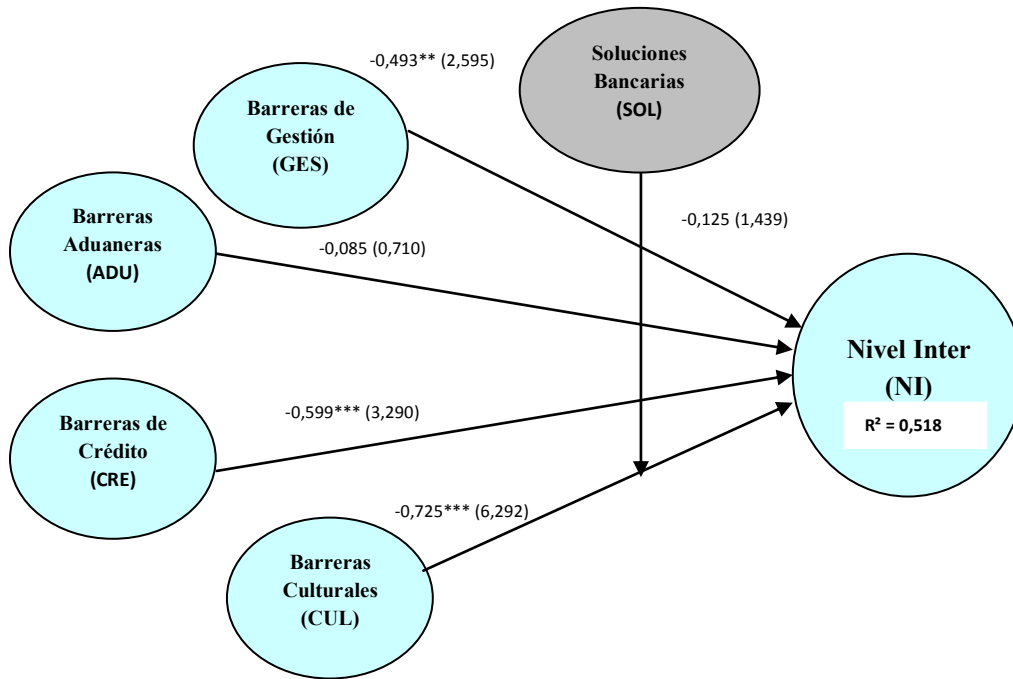 -0,493** (2,595)
Soluciones
Bancarias
(SOL)
Barreras de
Gestión
(GES)
-0,125 (1,439)
Barreras
Aduaneras
(ADU)
-0,085 (0,710)
Nivel Inter
(NI)
R² = 0,518
-0,599*** (3,290)
Barreras de
Crédito
(CRE)
-0,725*** (6,292)
Barreras
Culturales
(CUL)